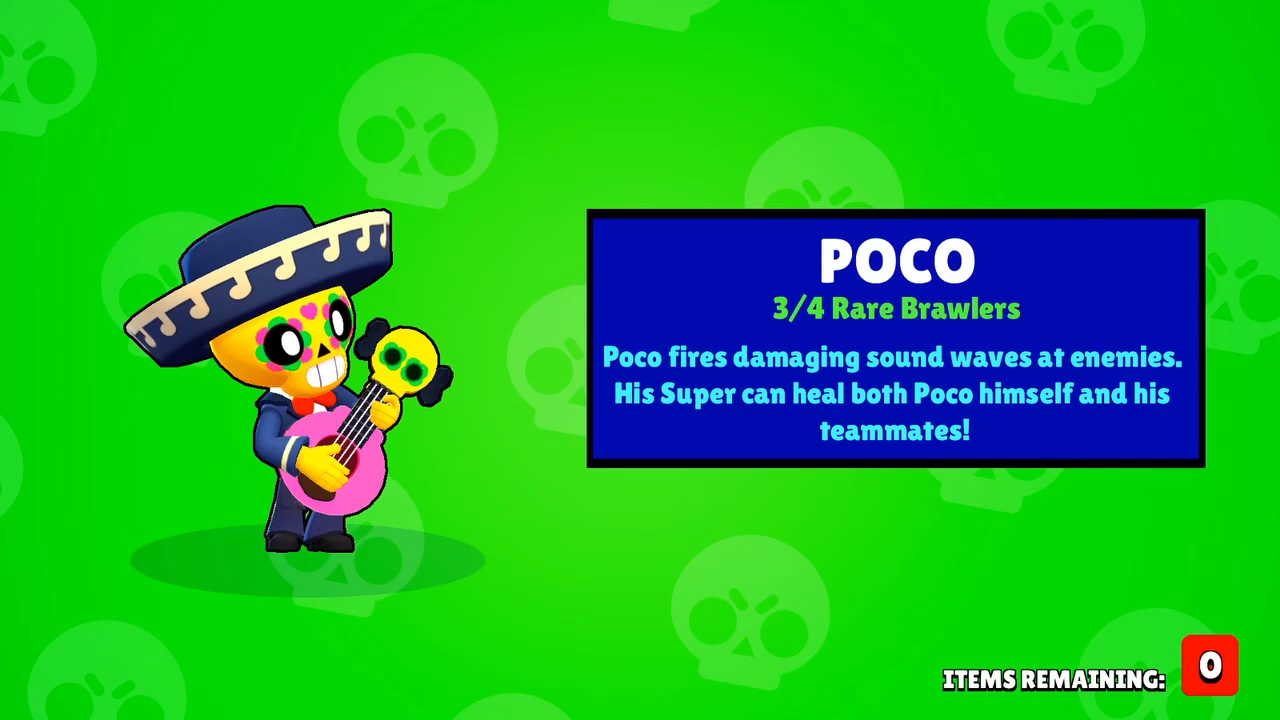 POCO
3/4 Rare Brawlers
Poco fires damaging sound waves at enemies.
His Super can heal both Poco himself and his
teammates!
ITEMS REMAINING: 0